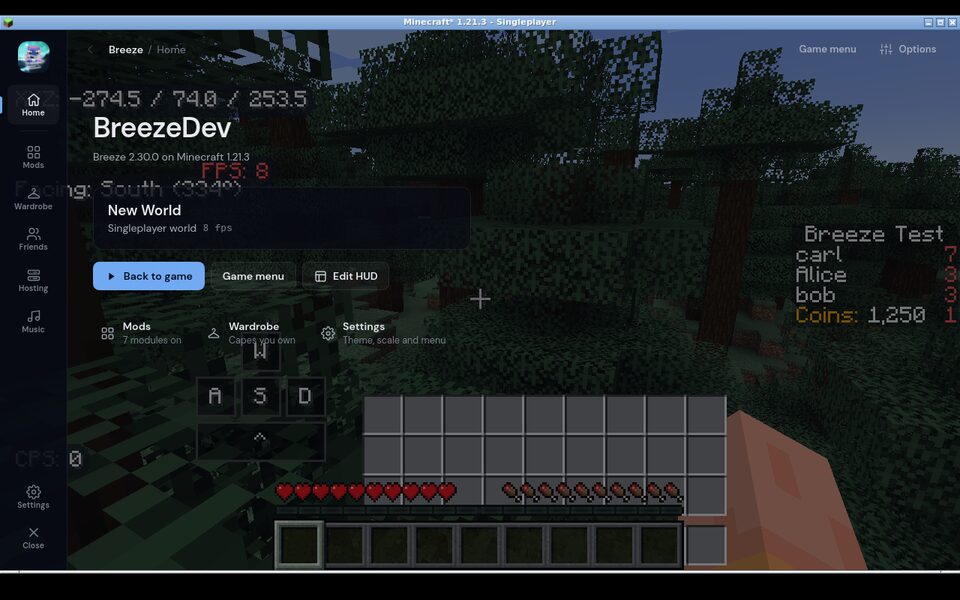 Minecraft* 1.21.3 - Singleplayer
Breeze / Home
Game menu
Options
Home
-274.5 / 74.0 / 253.5
BreezeDev
Breeze 2.30.0 on Minecraft 1.21.3
FPS: 8
Mods
Facing: South (334°)
Wardrobe
New World
Singleplayer world 8 fps
Friends
Breeze Test
carl 7
Alice 3
bob 3
Coins: 1,250 1
Back to game
Game menu
Edit HUD
Hosting
Music
Mods
7 modules on
Wardrobe
Capes you own
Settings
Theme, scale and menu
W
A S D
^
CPS: 0
Settings
Close